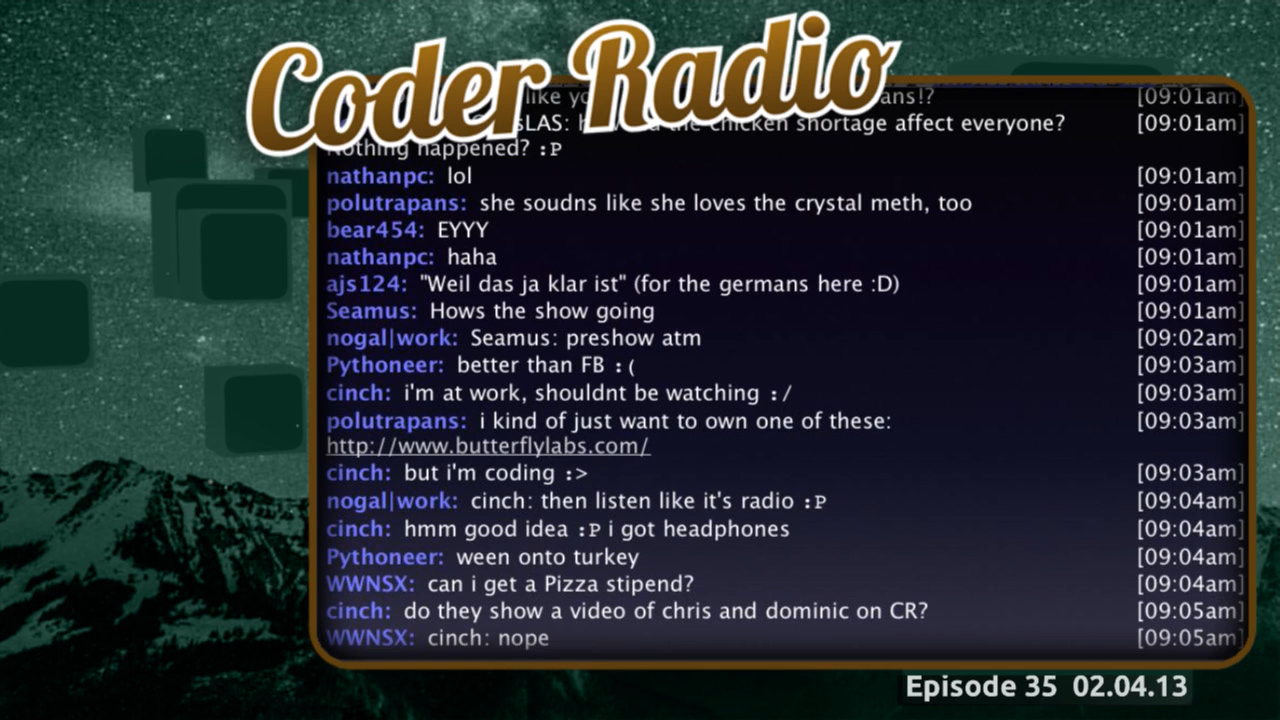 Coder Radio
like yo ans!? [09:01am]
LAS: the chicken shortage affect everyone? [09:01am]
Nothing happened? :P
nathanpc: lol [09:01am]
polutrapans: she soudns like she loves the crystal meth, too [09:01am]
bear454: EYYY [09:01am]
nathanpc: haha [09:01am]
ajs124: "Weil das ja klar ist" (for the germans here :D) [09:01am]
Seamus: Hows the show going [09:01am]
nogal|work: Seamus: preshow atm [09:02am]
Pythoneer: better than FB :( [09:03am]
cinch: i'm at work, shouldnt be watching :/ [09:03am]
polutrapans: i kind of just want to own one of these: [09:03am]
http://www.butterflylabs.com/
cinch: but i'm coding :> [09:03am]
nogal|work: cinch: then listen like it's radio :P [09:04am]
cinch: hmm good idea :P i got headphones [09:04am]
Pythoneer: ween onto turkey [09:04am]
WWNSX: can i get a Pizza stipend? [09:04am]
cinch: do they show a video of chris and dominic on CR? [09:05am]
WWNSX: cinch: nope [09:05am]
Episode 35 02.04.13